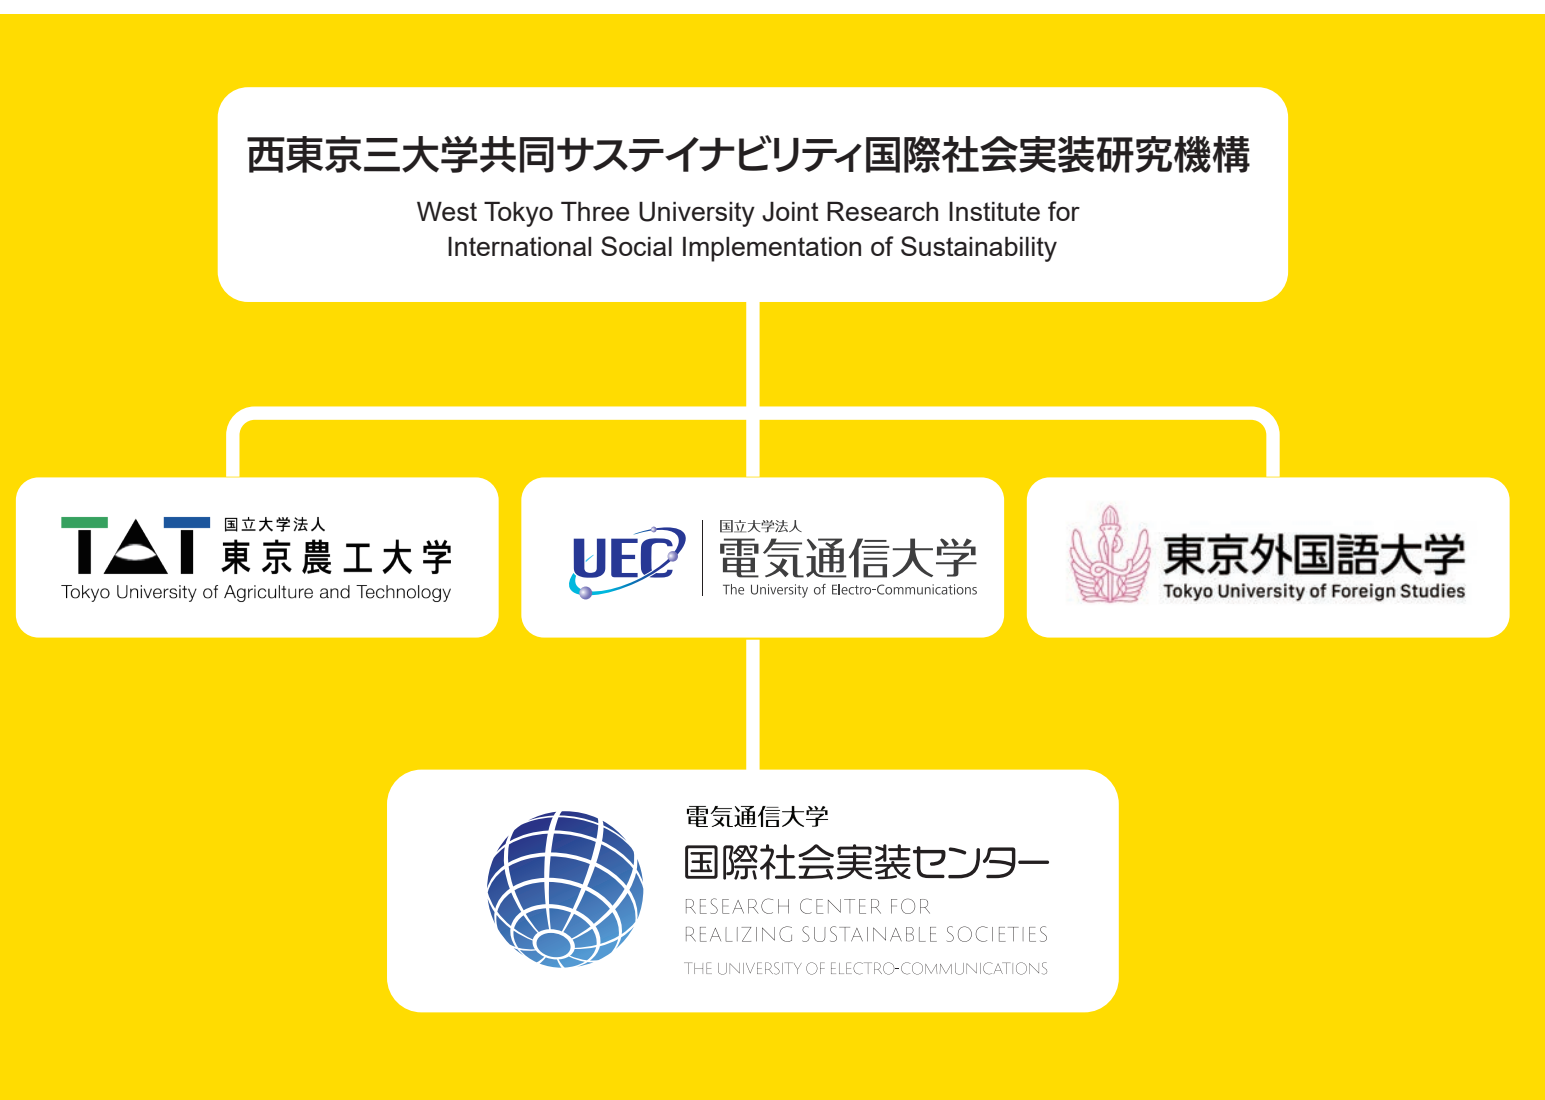 西東京三大学共同サステイナビリティ国際社会実装研究機構
West Tokyo Three University Joint Research Institute for
International Social Implementation of Sustainability
TAT
国立大学法人
東京農工大学
Tokyo University of Agriculture and Technology
UEC
国立大学法人
電気通信大学
The University of Electro-Communications
東京外国語大学
Tokyo University of Foreign Studies
電気通信大学
国際社会実装センター
RESEARCH CENTER FOR
REALIZING SUSTAINABLE SOCIETIES
THE UNIVERSITY OF ELECTRO-COMMUNICATIONS